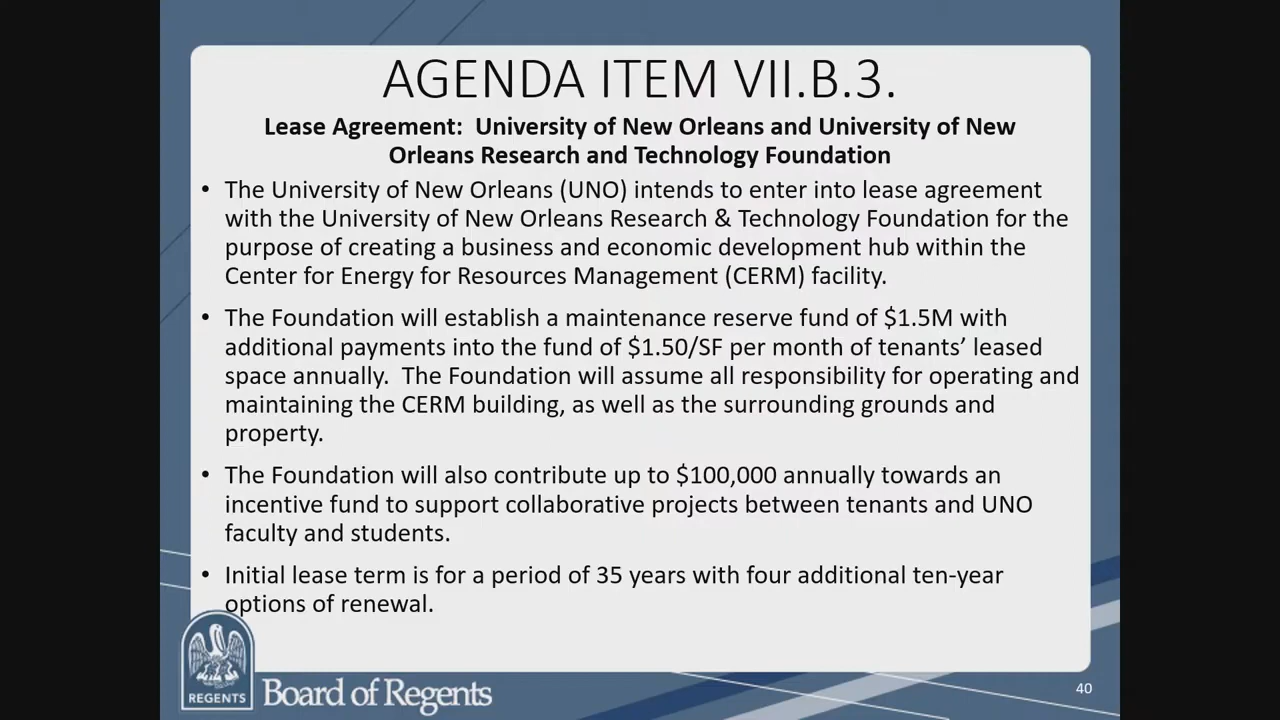 AGENDA ITEM VII.B.3.
Lease Agreement: University of New Orleans and University of New
Orleans Research and Technology Foundation
• The University of New Orleans (UNO) intends to enter into lease agreement
with the University of New Orleans Research & Technology Foundation for the
purpose of creating a business and economic development hub within the
Center for Energy for Resources Management (CERM) facility.
• The Foundation will establish a maintenance reserve fund of $1.5M with
additional payments into the fund of $1.50/SF per month of tenants’ leased
space annually. The Foundation will assume all responsibility for operating and
maintaining the CERM building, as well as the surrounding grounds and
property.
• The Foundation will also contribute up to $100,000 annually towards an
incentive fund to support collaborative projects between tenants and UNO
faculty and students.
• Initial lease term is for a period of 35 years with four additional ten-year
options of renewal.
REGENTS
Board of Regents
40